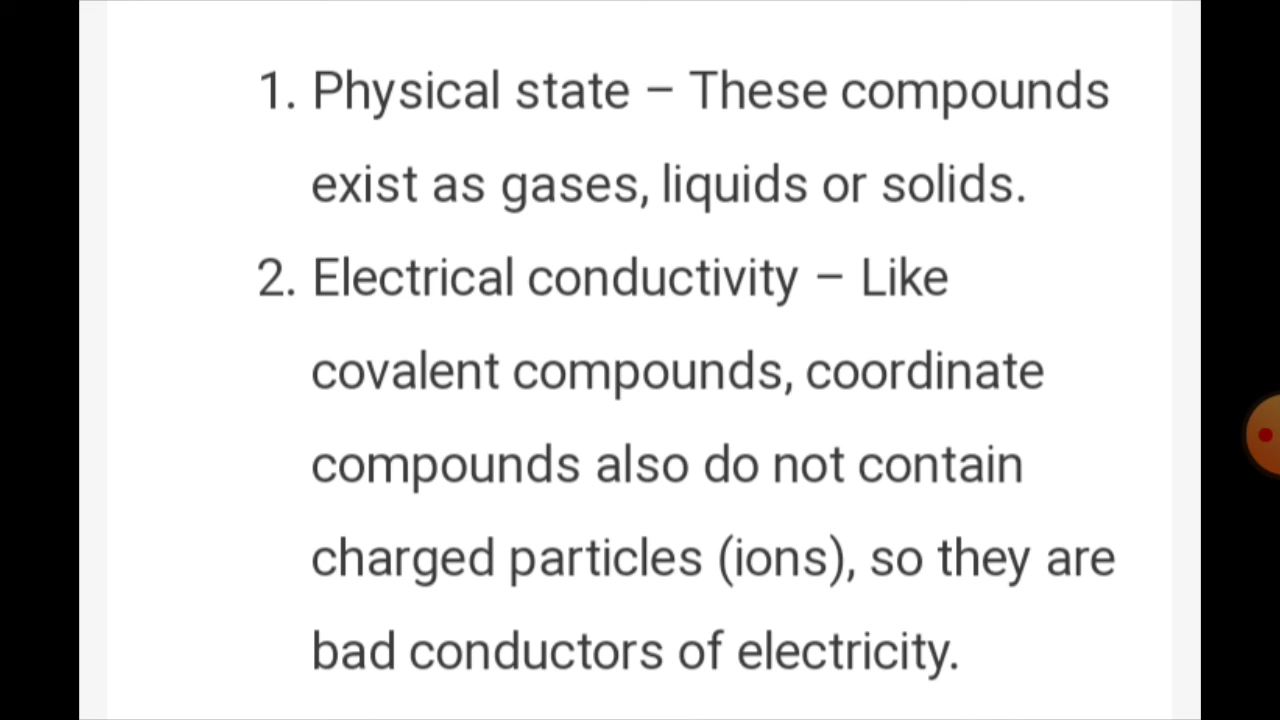 1. Physical state – These compounds
exist as gases, liquids or solids.
2. Electrical conductivity – Like
covalent compounds, coordinate
compounds also do not contain
charged particles (ions), so they are
bad conductors of electricity.